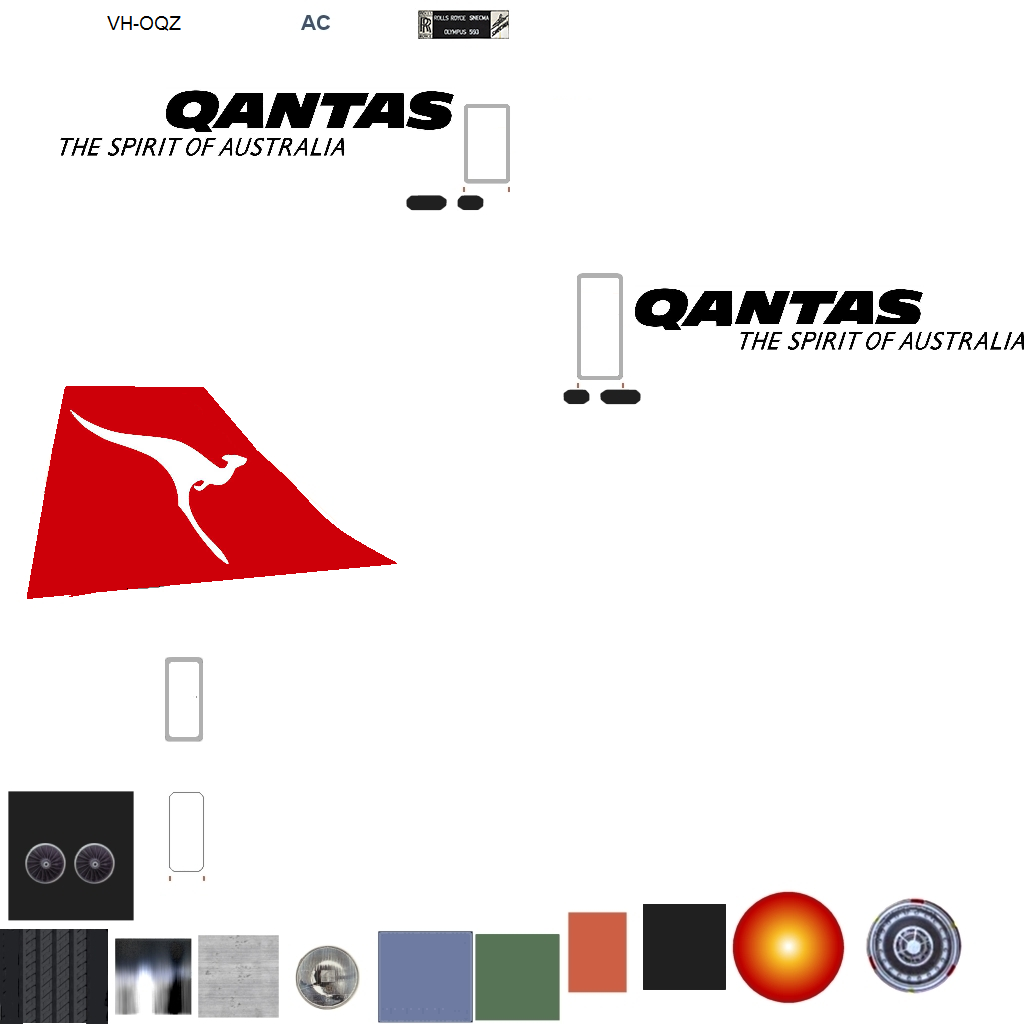 VH-OQZ
AC
ROLLS ROYCE SNECMA
OLYMPUS 593
QANTAS
THE SPIRIT OF AUSTRALIA
QANTAS
THE SPIRIT OF AUSTRALIA